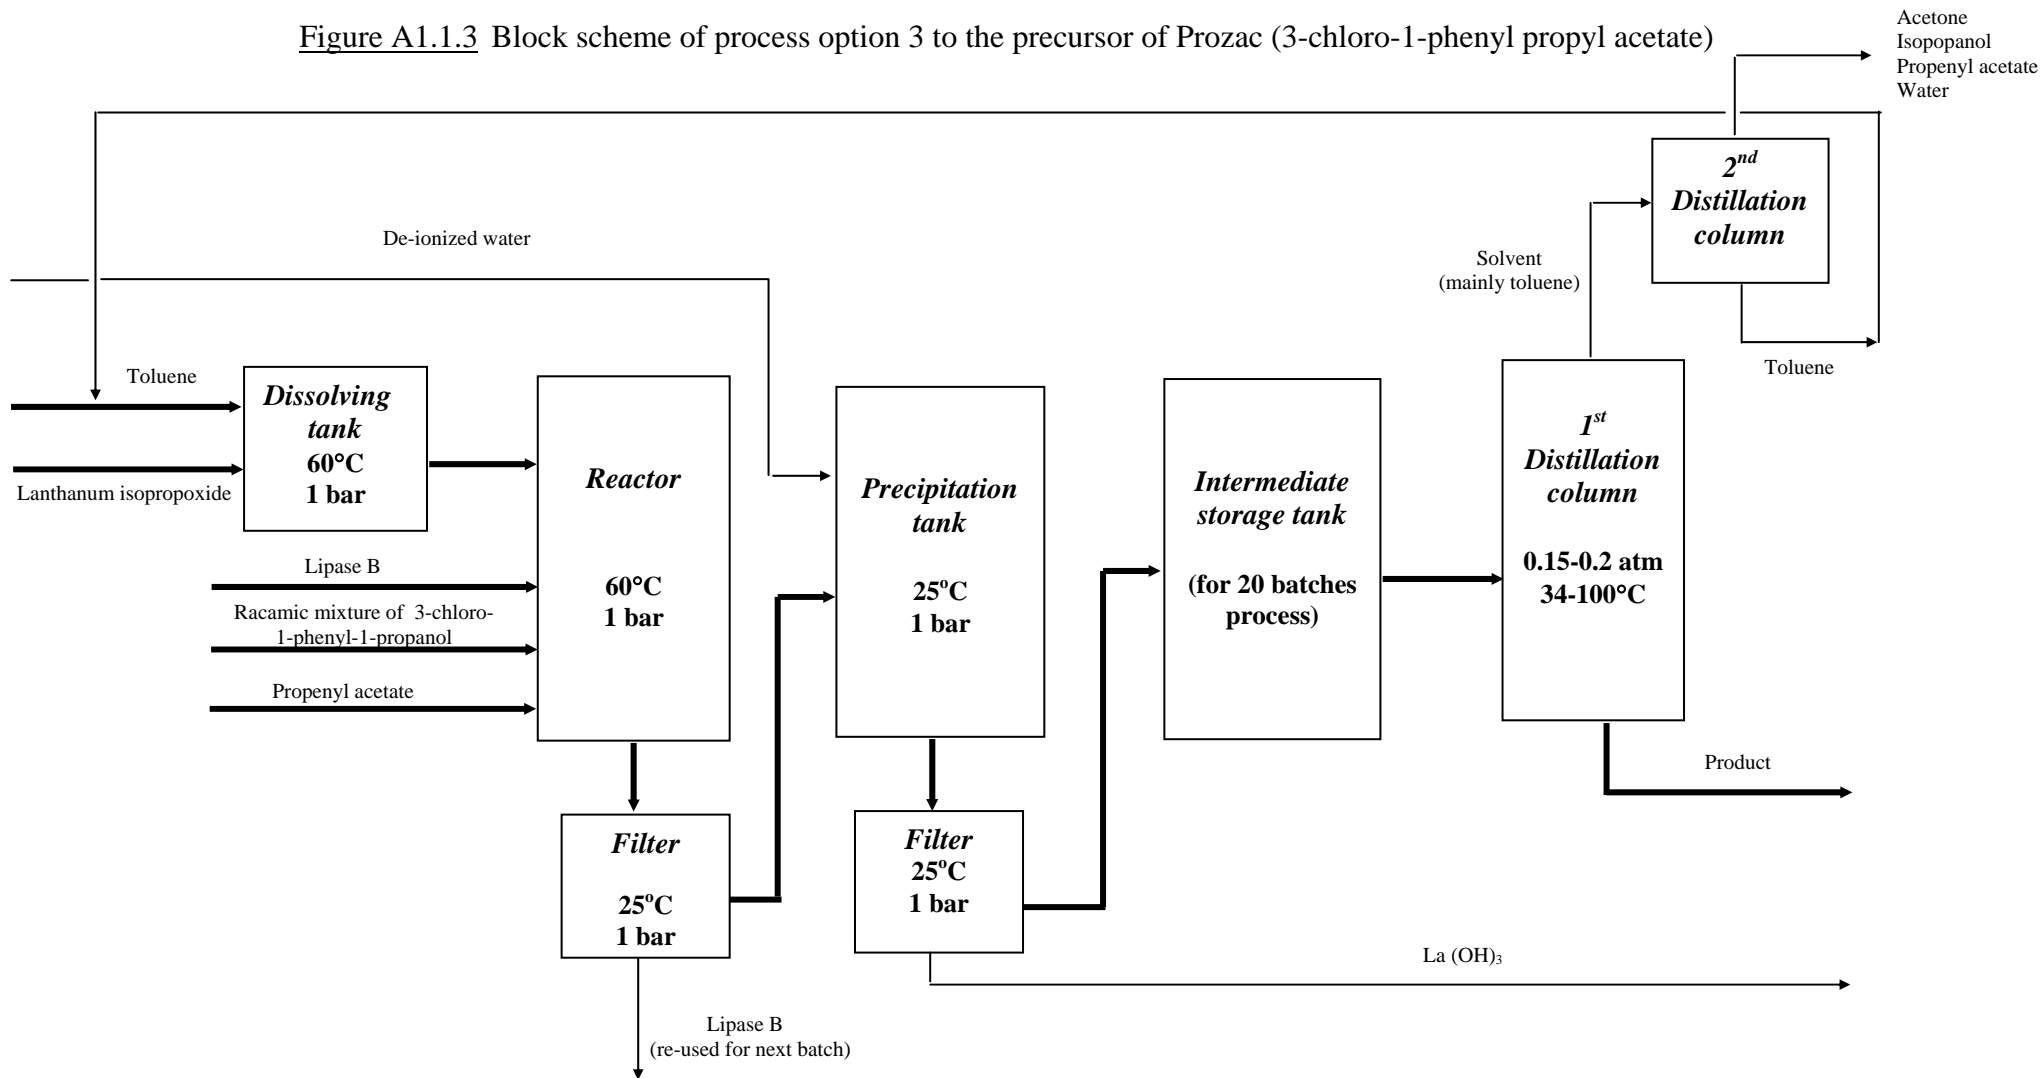 Figure A1.1.3 Block scheme of process option 3 to the precursor of Prozac (3-chloro-1-phenyl propyl acetate)
Acetone
Isopopanol
Propenyl acetate
Water
2nd
Distillation
column
De-ionized water
Solvent
(mainly toluene)
Toluene
Toluene
Lanthanum isopropoxide
Dissolving
tank
60°C
1 bar
Lipase B
Racamic mixture of 3-chloro-
1-phenyl-1-propanol
Propenyl acetate
Reactor
60°C
1 bar
Precipitation
tank
25°C
1 bar
Intermediate
storage tank
(for 20 batches
process)
1st
Distillation
column
0.15-0.2 atm
34-100°C
Product
Filter
25°C
1 bar
Filter
25°C
1 bar
La (OH)₃
Lipase B
(re-used for next batch)